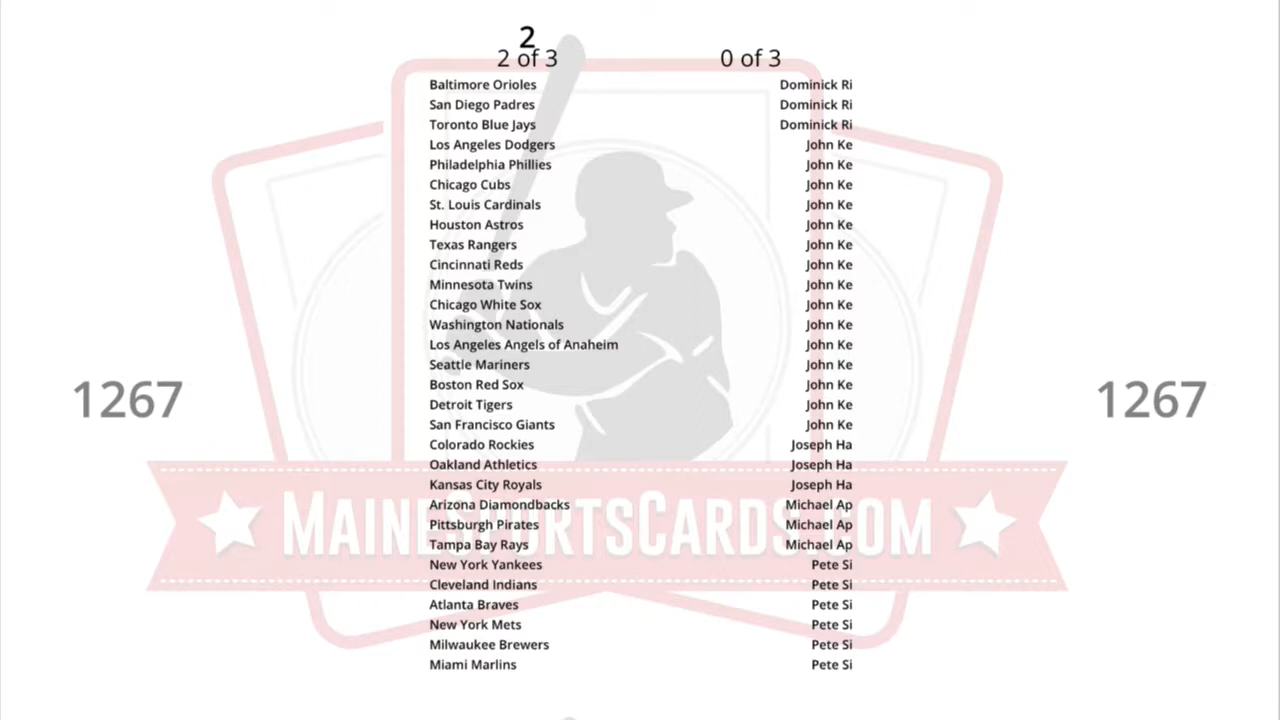 2
2 of 3 0 of 3
Baltimore Orioles Dominick Ri
San Diego Padres Dominick Ri
Toronto Blue Jays Dominick Ri
Los Angeles Dodgers John Ke
Philadelphia Phillies John Ke
Chicago Cubs John Ke
St. Louis Cardinals John Ke
Houston Astros John Ke
Texas Rangers John Ke
Cincinnati Reds John Ke
Minnesota Twins John Ke
Chicago White Sox John Ke
Washington Nationals John Ke
Los Angeles Angels of Anaheim John Ke
Seattle Mariners John Ke
Boston Red Sox John Ke
Detroit Tigers John Ke
San Francisco Giants John Ke
Colorado Rockies Joseph Ha
Oakland Athletics Joseph Ha
Kansas City Royals Joseph Ha
Arizona Diamondbacks Michael Ap
Pittsburgh Pirates Michael Ap
Tampa Bay Rays Michael Ap
New York Yankees Pete Si
Cleveland Indians Pete Si
Atlanta Braves Pete Si
New York Mets Pete Si
Milwaukee Brewers Pete Si
Miami Marlins Pete Si
1267 1267
MAINESPORTSCARDS.COM